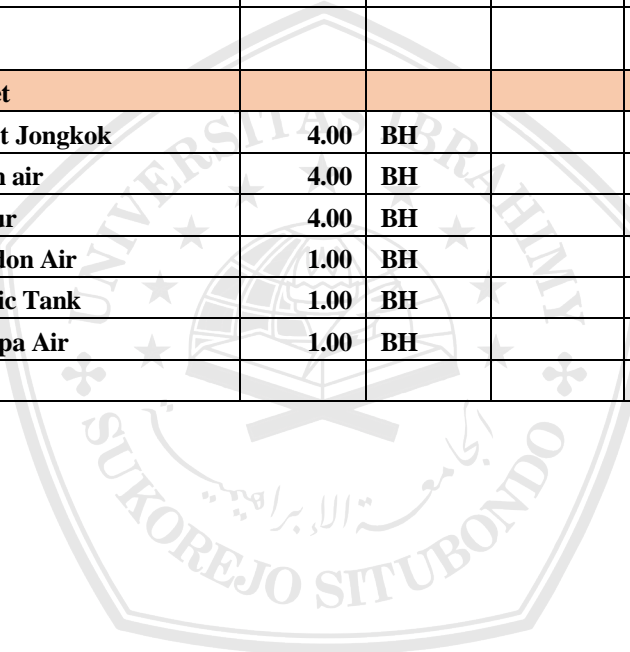 et
t Jongkok 4.00 BH
n air 4.00 BH
ur 4.00 BH
don Air 1.00 BH
ic Tank 1.00 BH
pa Air 1.00 BH
UNIVERSITAS IBRAHIMY
SUKOREJO SITUBONDO